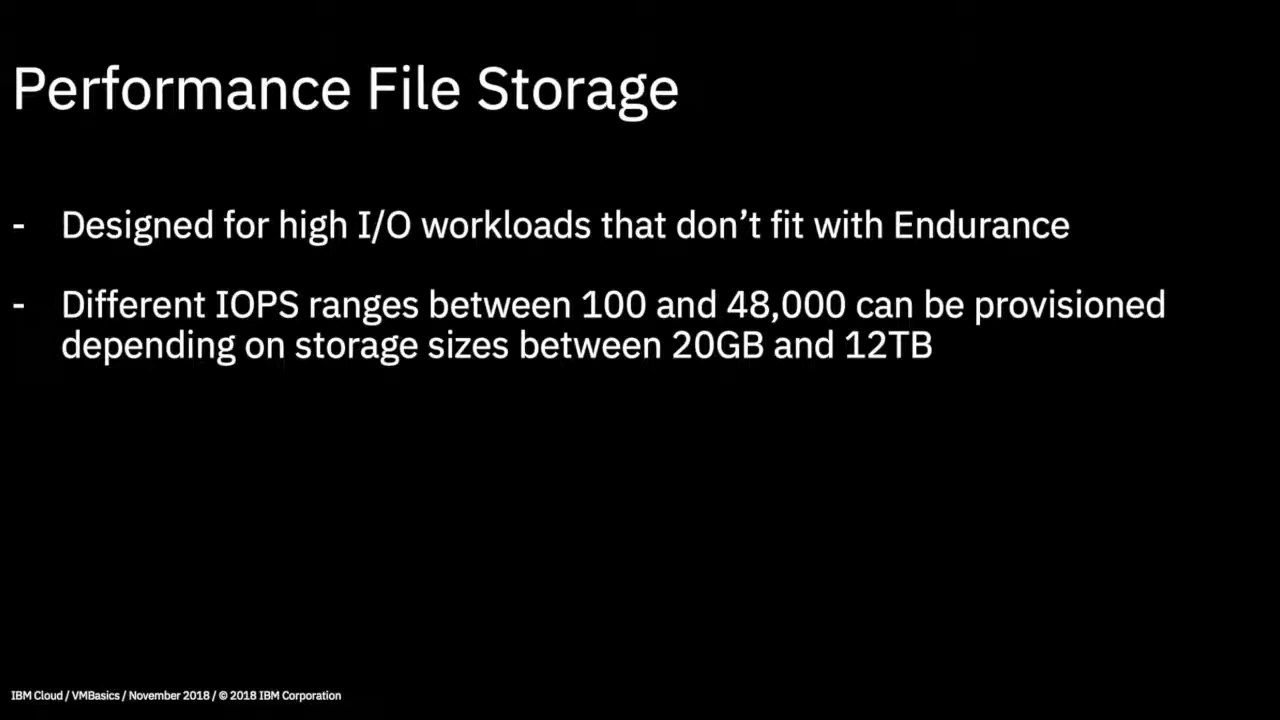 Performance File Storage
- Designed for high I/O workloads that don’t fit with Endurance
- Different IOPS ranges between 100 and 48,000 can be provisioned
depending on storage sizes between 20GB and 12TB
IBM Cloud / VMBasics / November 2018 / © 2018 IBM Corporation